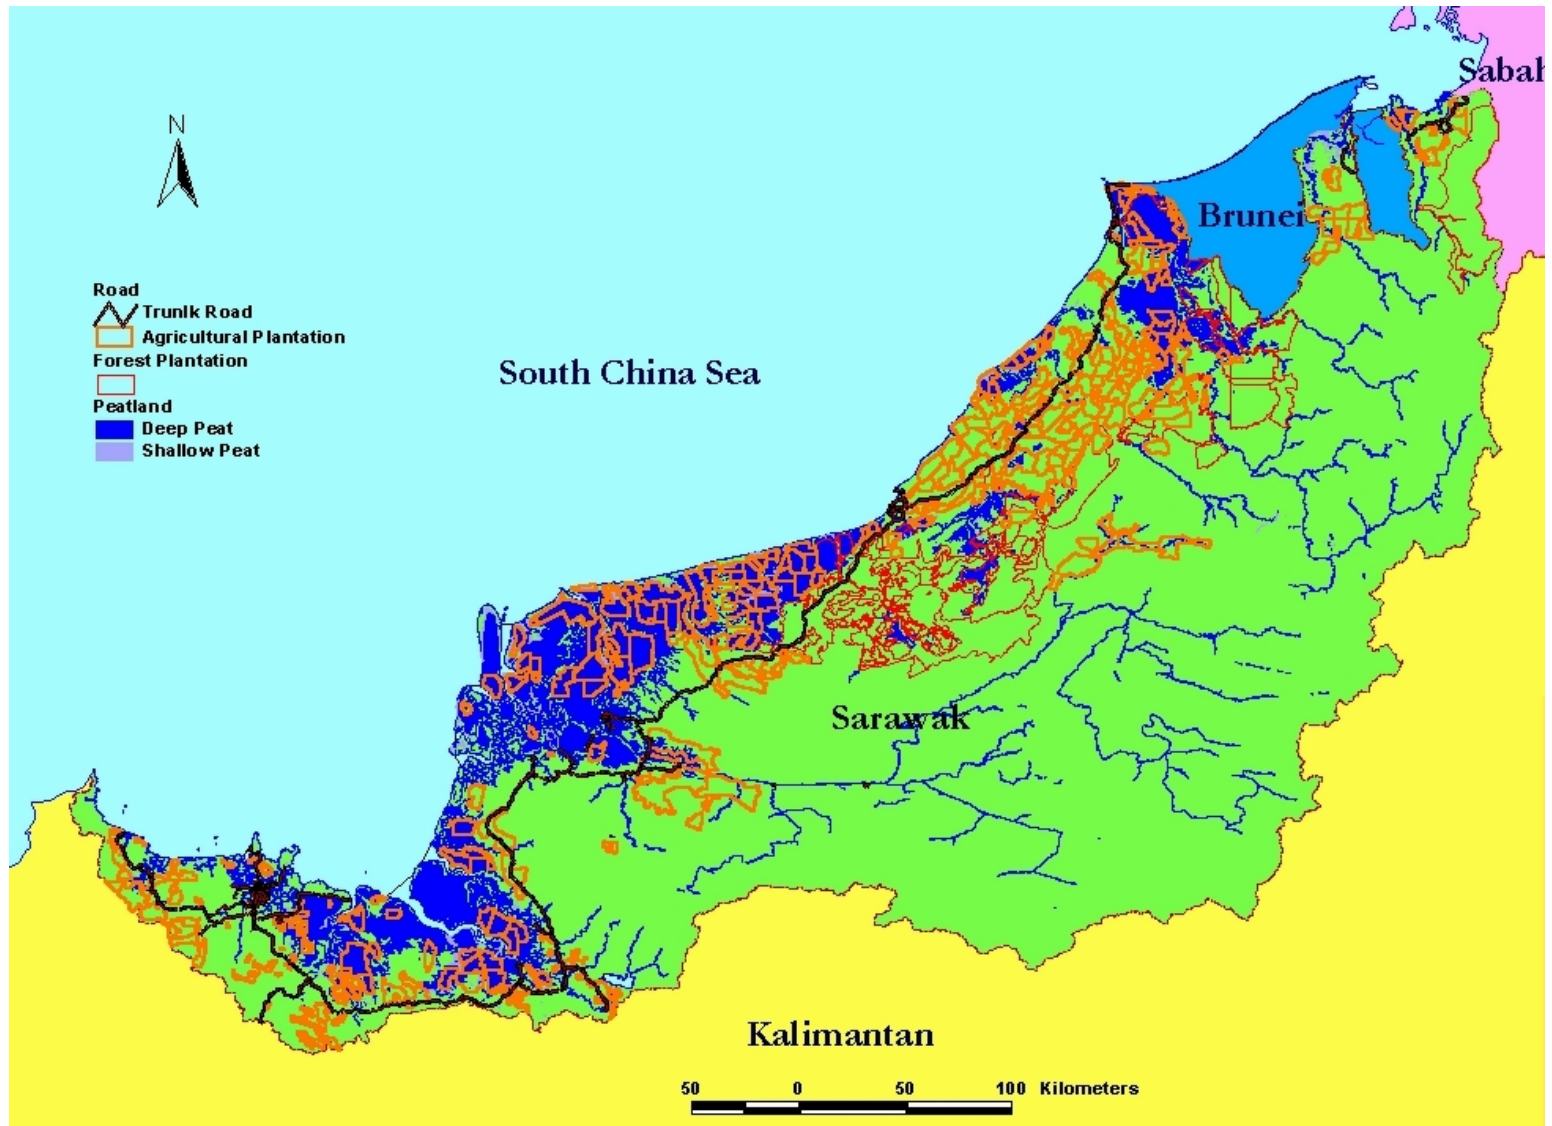 Sabah
N
Brunei
Road
Trunlk Road
Agricultural Plantation
Forest Plantation
South China Sea
Peatland
Deep Peat
Shallow Peat
Sarawak
Kalimantan
50 0 50 100 Kilometers